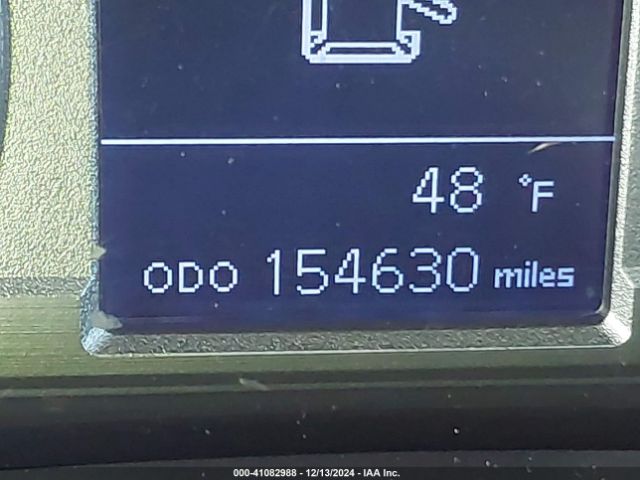 48 °F
ODO 154630 miles
000-41082988 - 12/13/2024 - IAA Inc.